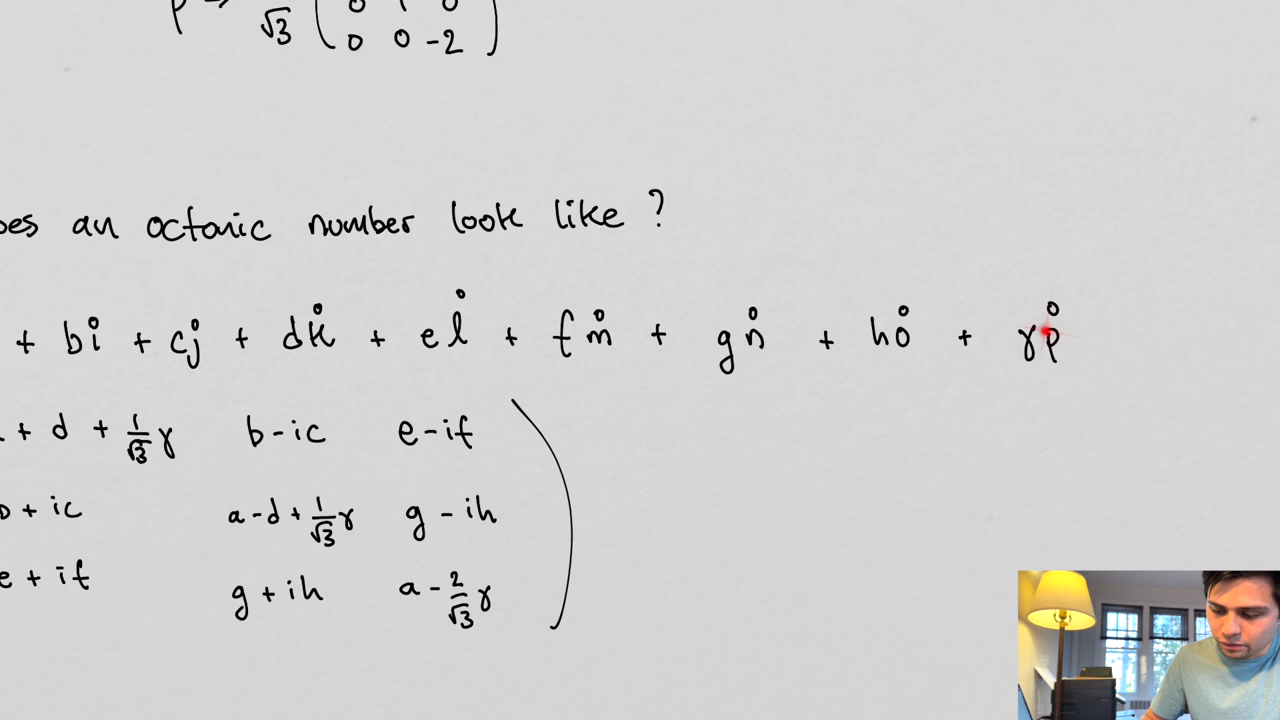 p → 1/√3 ( 0 1 0
0 0 -2 )
an octonic number look like ?
+ bi̊ + cj̊ + dk̊ + el̊ + fm̊ + gn̊ + ho̊ + γp̊
+ d + 1/√3 γ b - ic e - if
+ ic a - d + 1/√3 γ g - ih
e + if g + ih a - 2/√3 γ